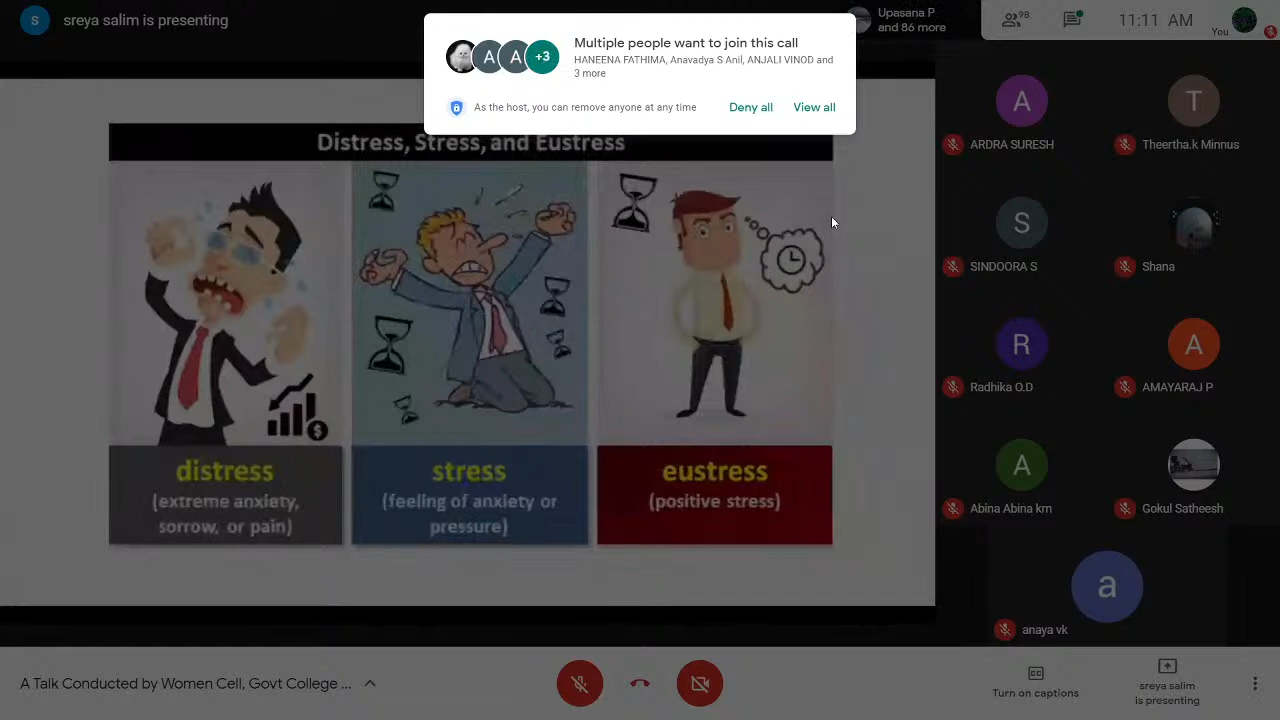 S
sreya salim is presenting
Multiple people want to join this call
HANEENA FATHIMA, Anavadya S Anil, ANJALI VINOD and
3 more
A
A
+3
As the host, you can remove anyone at any time
Deny all
View all
Upasana P
and 86 more
98
11:11 AM
You
Distress, Stress, and Eustress
distress
(extreme anxiety,
sorrow, or pain)
stress
(feeling of anxiety or
pressure)
eustress
(positive stress)
$
A
ARDRA SURESH
T
Theertha.k Minnus
S
SINDOORA S
Shana
R
Radhika O.D
A
AMAYARAJ P
A
Abina Abina km
Gokul Satheesh
a
anaya vk
A Talk Conducted by Women Cell, Govt College ...
CC
Turn on captions
sreya salim
is presenting